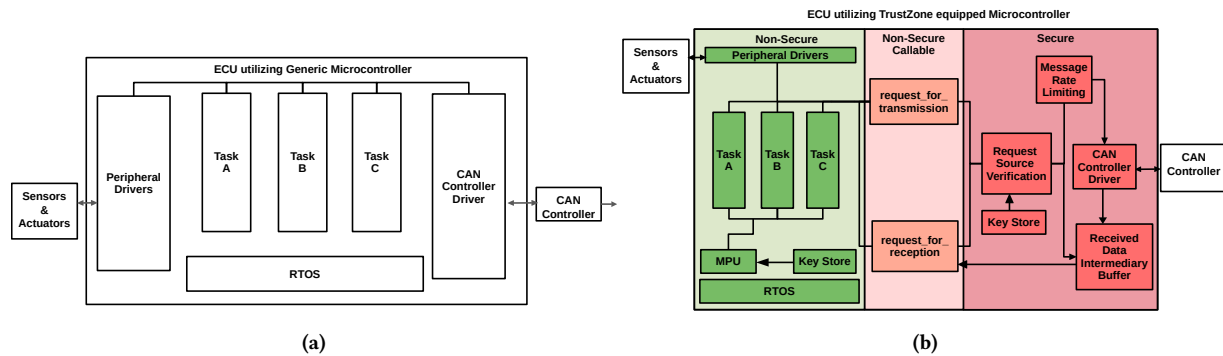 ECU utilizing Generic Microcontroller
Peripheral
Drivers
Task
A
Task
B
Task
C
CAN
Controller
Driver
RTOS
Sensors
&
Actuators
CAN
Controller
(a)
ECU utilizing TrustZone equipped Microcontroller
Non-Secure
Non-Secure
Callable
Secure
Sensors
&
Actuators
Peripheral Drivers
Task
A
Task
B
Task
C
MPU
Key Store
RTOS
request_for_
transmission
request_for_
reception
Message
Rate
Limiting
Request
Source
Verification
Key Store
CAN
Controller
Driver
Received
Data
Intermediary
Buffer
CAN
Controller
(b)